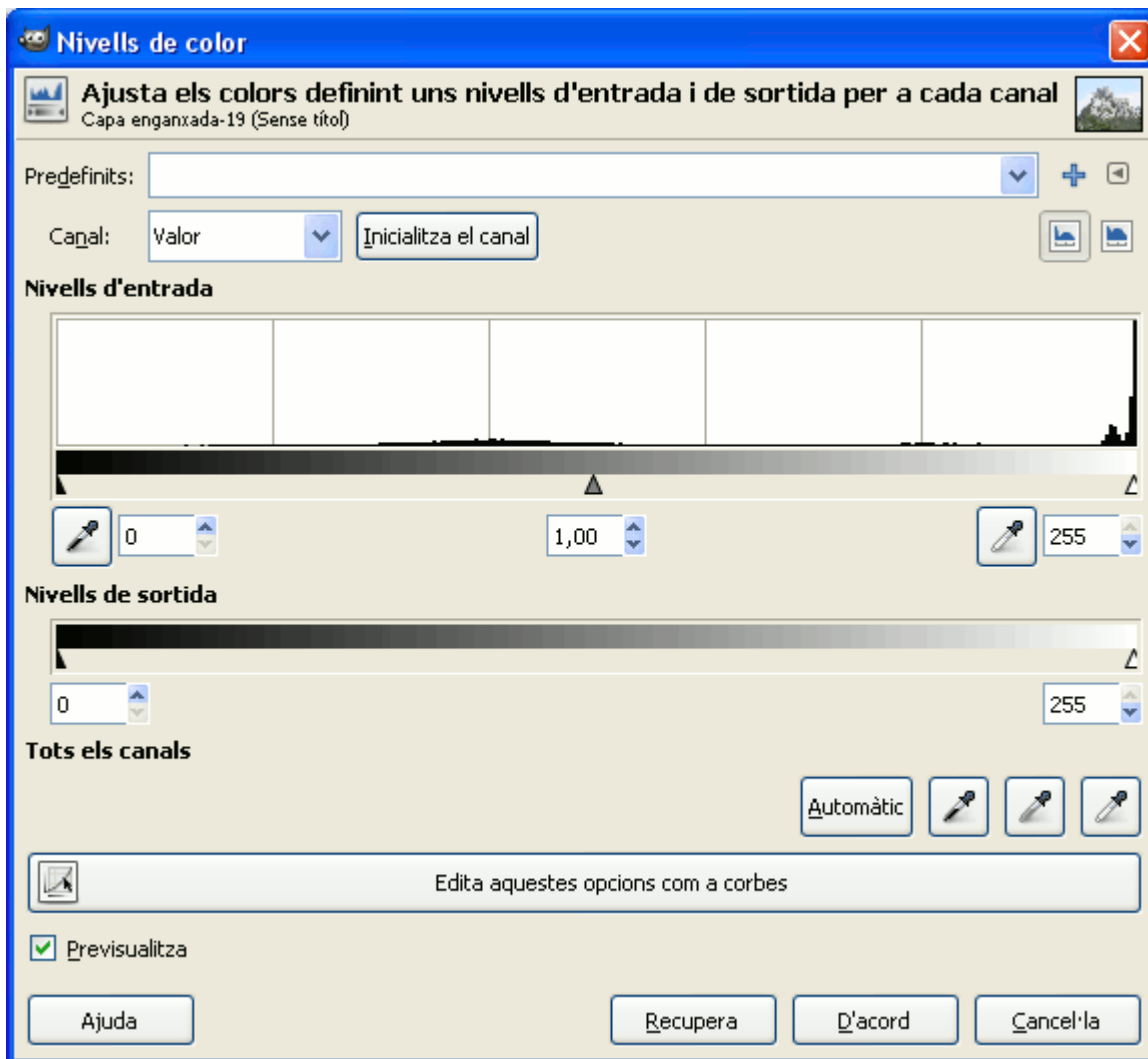 Nivells de color
Ajusta els colors definint uns nivells d'entrada i de sortida per a cada canal
Capa enganxada-19 (Sense títol)
Predefinits:
Canal: Valor Inicialitza el canal
Nivells d'entrada
0 1,00 255
Nivells de sortida
0 255
Tots els canals
Automàtic
Edita aquestes opcions com a corbes
Previsualitza
Ajuda Recupera D'acord Cancel·la